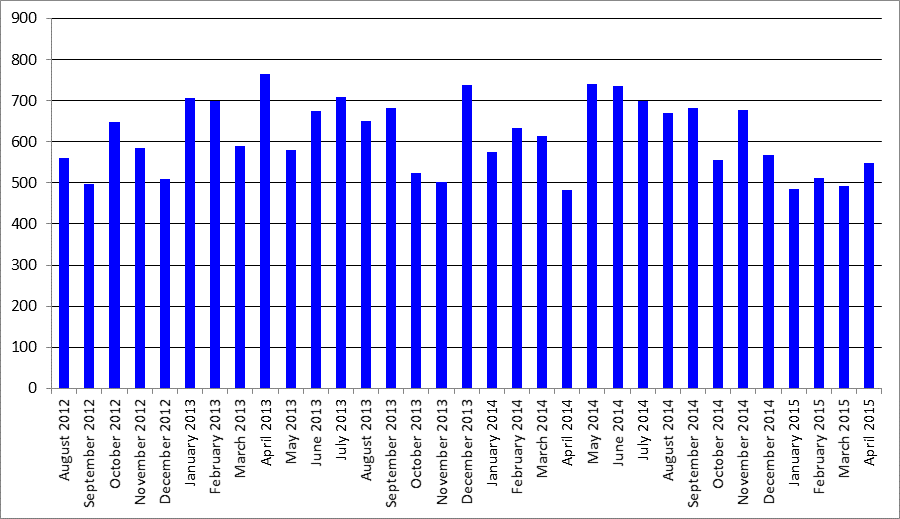 900
800
700
600
500
400
300
200
100
0
August 2012
September 2012
October 2012
November 2012
December 2012
January 2013
February 2013
March 2013
April 2013
May 2013
June 2013
July 2013
August 2013
September 2013
October 2013
November 2013
December 2013
January 2014
February 2014
March 2014
April 2014
May 2014
June 2014
July 2014
August 2014
September 2014
October 2014
November 2014
December 2014
January 2015
February 2015
March 2015
April 2015